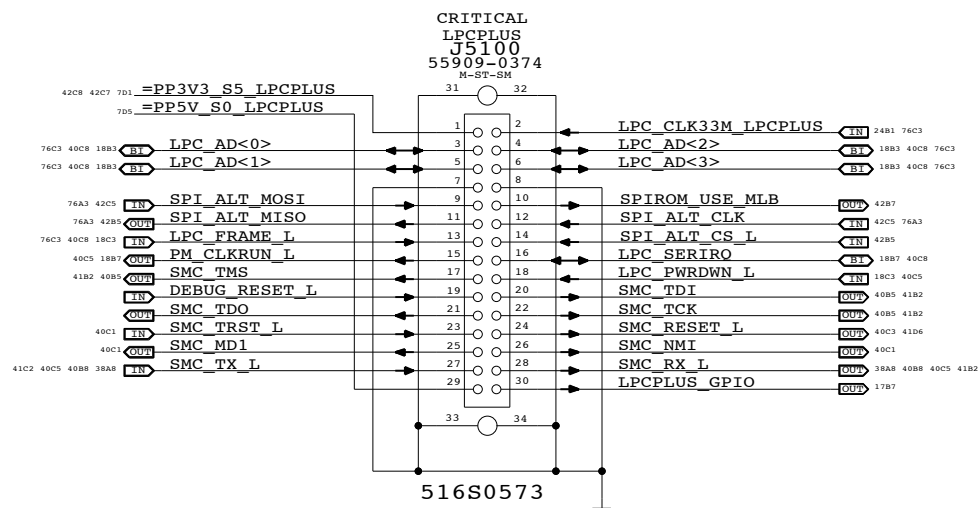 CRITICAL
LPCPLUS
J5100
55909-0374
M-ST-SM
31 32
42C8 42C7 7D1 =PP3V3_S5_LPCPLUS
7D5 =PP5V_S0_LPCPLUS
1 2 LPC_CLK33M_LPCPLUS IN 24B1 76C3
76C3 40C8 18B3 BI LPC_AD<0> 3 4 LPC_AD<2> BI 18B3 40C8 76C3
76C3 40C8 18B3 BI LPC_AD<1> 5 6 LPC_AD<3> BI 18B3 40C8 76C3
7 8
76A3 42C5 IN SPI_ALT_MOSI 9 10 SPIROM_USE_MLB OUT 42B7
76A3 42B5 OUT SPI_ALT_MISO 11 12 SPI_ALT_CLK IN 42C5 76A3
76C3 40C8 18C3 IN LPC_FRAME_L 13 14 SPI_ALT_CS_L IN 42B5
40C5 18B7 OUT PM_CLKRUN_L 15 16 LPC_SERIRQ BI 18B7 40C8
41B2 40B5 OUT SMC_TMS 17 18 LPC_PWRDWN_L IN 18C3 40C5
IN DEBUG_RESET_L 19 20 SMC_TDI OUT 40B5 41B2
OUT SMC_TDO 21 22 SMC_TCK OUT 40B5 41B2
40C1 IN SMC_TRST_L 23 24 SMC_RESET_L OUT 40C3 41D6
40C1 OUT SMC_MD1 25 26 SMC_NMI OUT 40C1
41C2 40C5 40B8 38A8 IN SMC_TX_L 27 28 SMC_RX_L OUT 38A8 40B8 40C5 41B2
29 30 LPCPLUS_GPIO OUT 17B7
33 34
516S0573